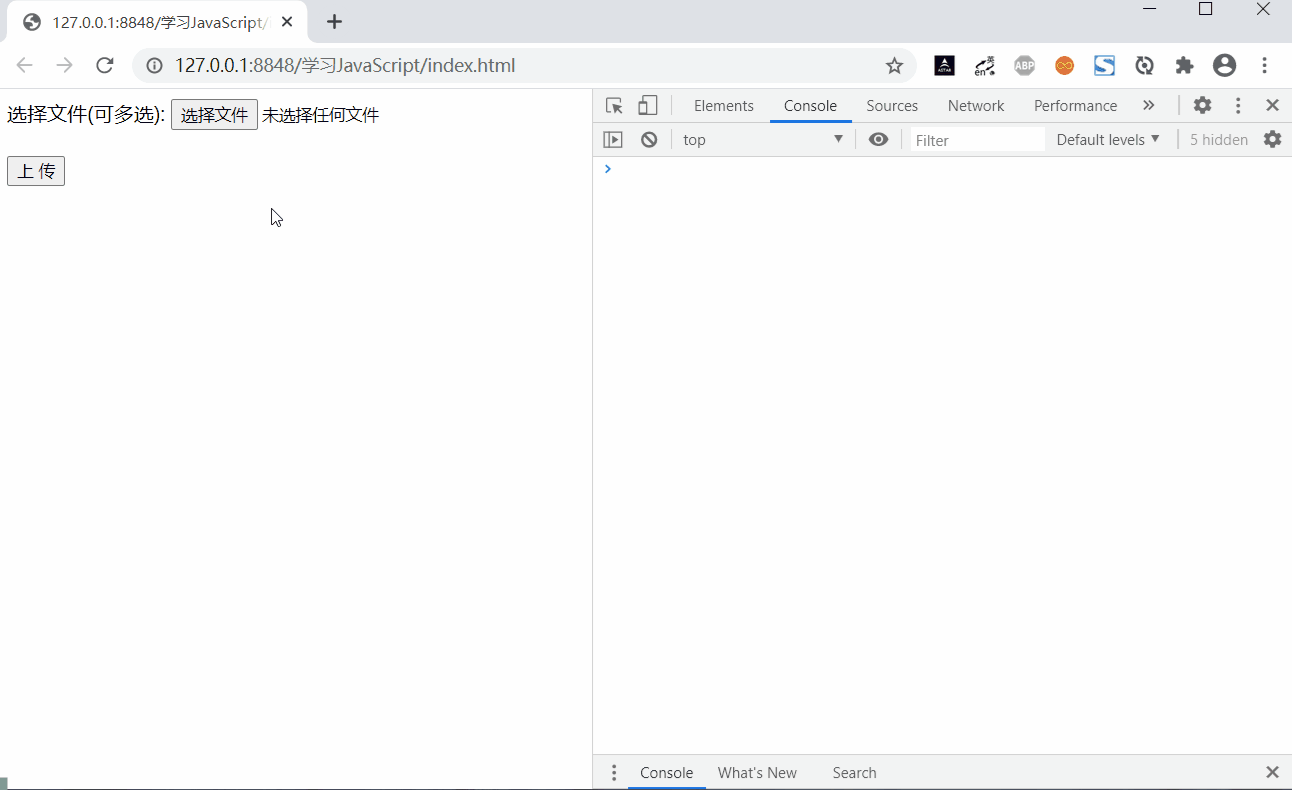 127.0.0.1:8848/学习JavaScript/
127.0.0.1:8848/学习JavaScript/index.html
英
en
ABP
选择文件(可多选): 选择文件 未选择任何文件
上 传
Elements Console Sources Network Performance »
top Filter Default levels 5 hidden
Console What's New Search